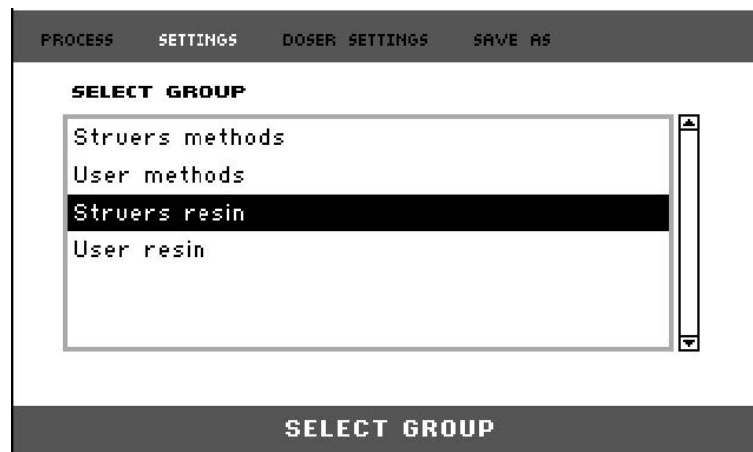 PROCESS SETTINGS DOSER SETTINGS SAVE AS
SELECT GROUP
Struers methods
User methods
Struers resin
User resin
SELECT GROUP